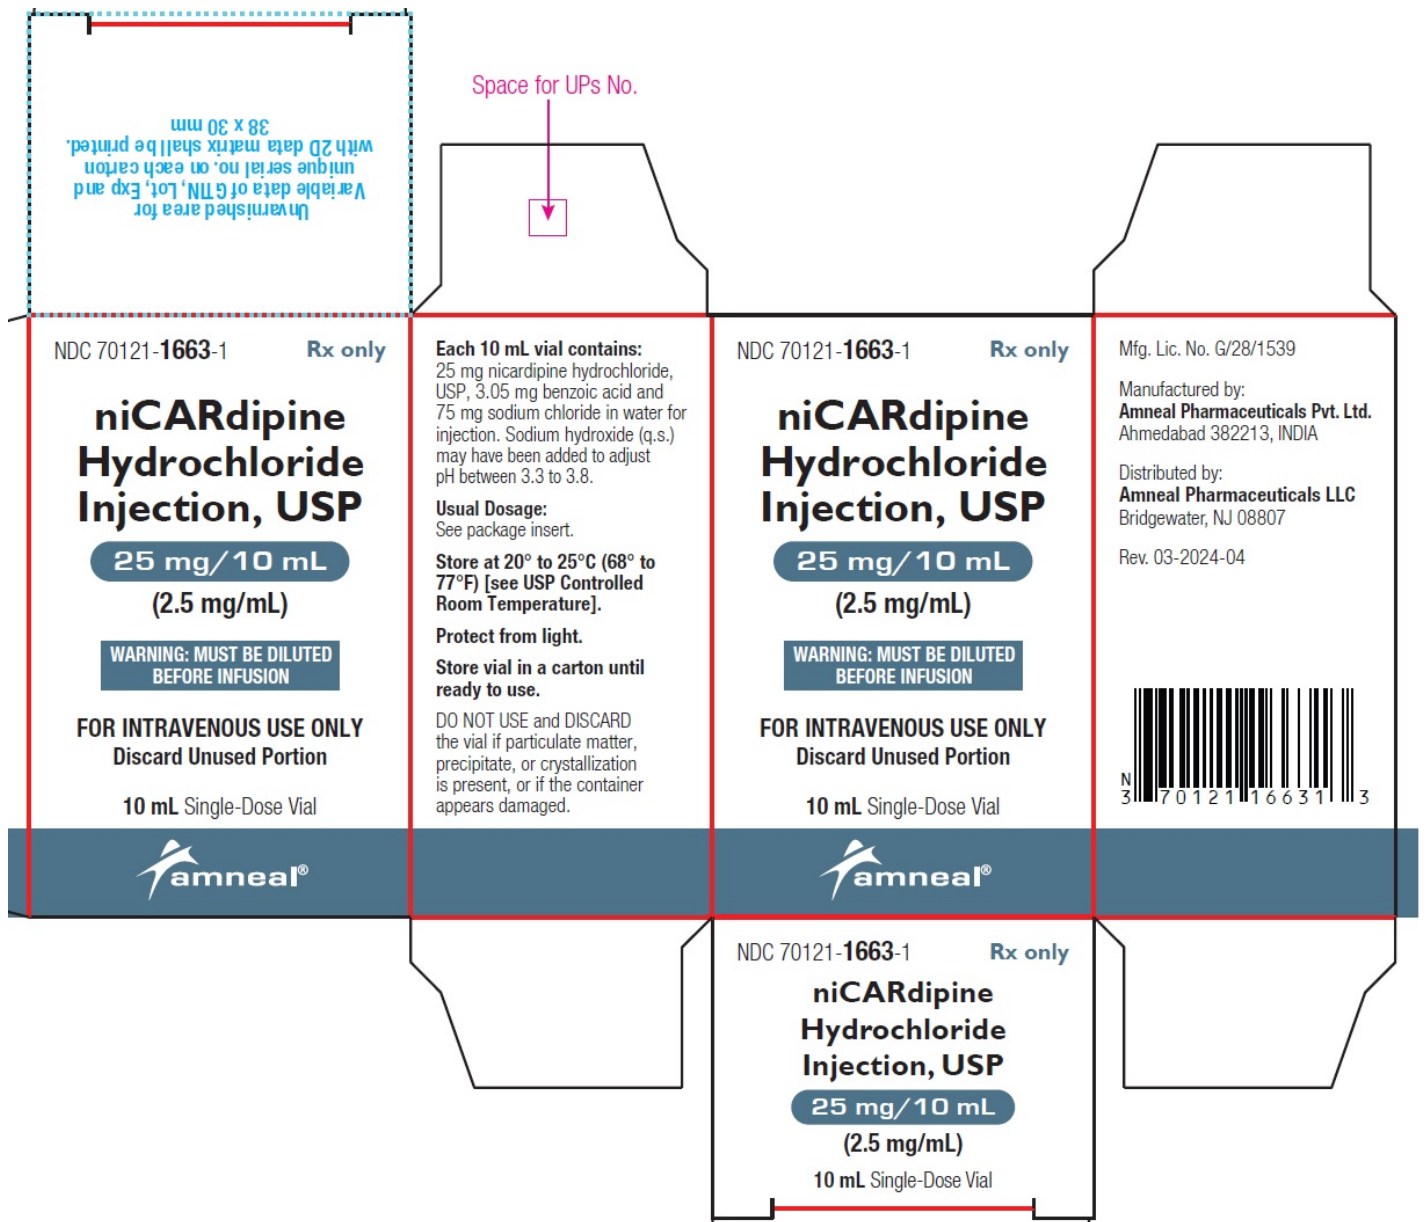 Space for UPs No.
Unvarnished area for
Variable data of GTIN, Lot, Exp and
unique serial no. on each carton
with 2D data matrix shall be printed.
38 x 30 mm
NDC 70121-1663-1 Rx only
niCARdipine
Hydrochloride
Injection, USP
25 mg/10 mL
(2.5 mg/mL)
WARNING: MUST BE DILUTED
BEFORE INFUSION
FOR INTRAVENOUS USE ONLY
Discard Unused Portion
10 mL Single-Dose Vial
amneal®
Each 10 mL vial contains:
25 mg nicardipine hydrochloride,
USP, 3.05 mg benzoic acid and
75 mg sodium chloride in water for
injection. Sodium hydroxide (q.s.)
may have been added to adjust
pH between 3.3 to 3.8.
Usual Dosage:
See package insert.
Store at 20° to 25°C (68° to
77°F) [see USP Controlled
Room Temperature].
Protect from light.
Store vial in a carton until
ready to use.
DO NOT USE and DISCARD
the vial if particulate matter,
precipitate, or crystallization
is present, or if the container
appears damaged.
NDC 70121-1663-1 Rx only
niCARdipine
Hydrochloride
Injection, USP
25 mg/10 mL
(2.5 mg/mL)
WARNING: MUST BE DILUTED
BEFORE INFUSION
FOR INTRAVENOUS USE ONLY
Discard Unused Portion
10 mL Single-Dose Vial
amneal®
Mfg. Lic. No. G/28/1539
Manufactured by:
Amneal Pharmaceuticals Pvt. Ltd.
Ahmedabad 382213, INDIA
Distributed by:
Amneal Pharmaceuticals LLC
Bridgewater, NJ 08807
Rev. 03-2024-04
N
3 70121 16631 3
NDC 70121-1663-1 Rx only
niCARdipine
Hydrochloride
Injection, USP
25 mg/10 mL
(2.5 mg/mL)
10 mL Single-Dose Vial